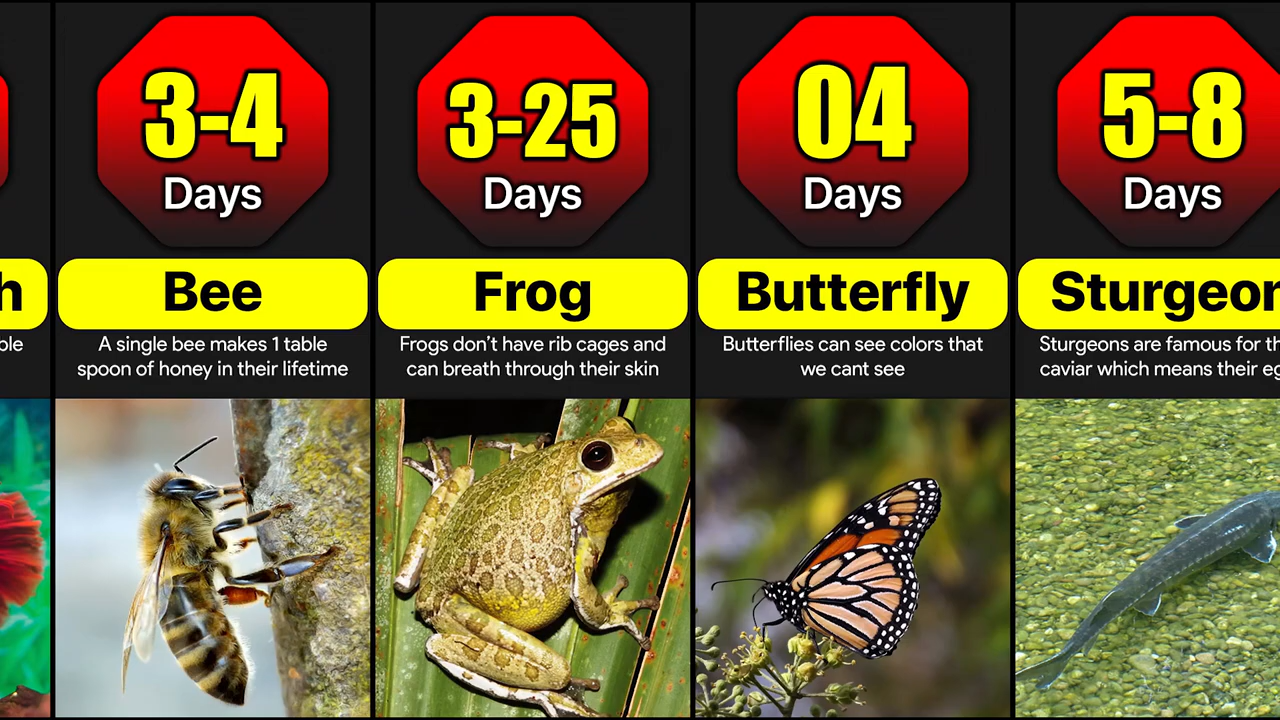 3-4
Days
Bee
A single bee makes 1 table
spoon of honey in their lifetime
3-25
Days
Frog
Frogs don't have rib cages and
can breath through their skin
04
Days
Butterfly
Butterflies can see colors that
we cant see
5-8
Days
Sturgeon
Sturgeons are famous for
caviar which means their